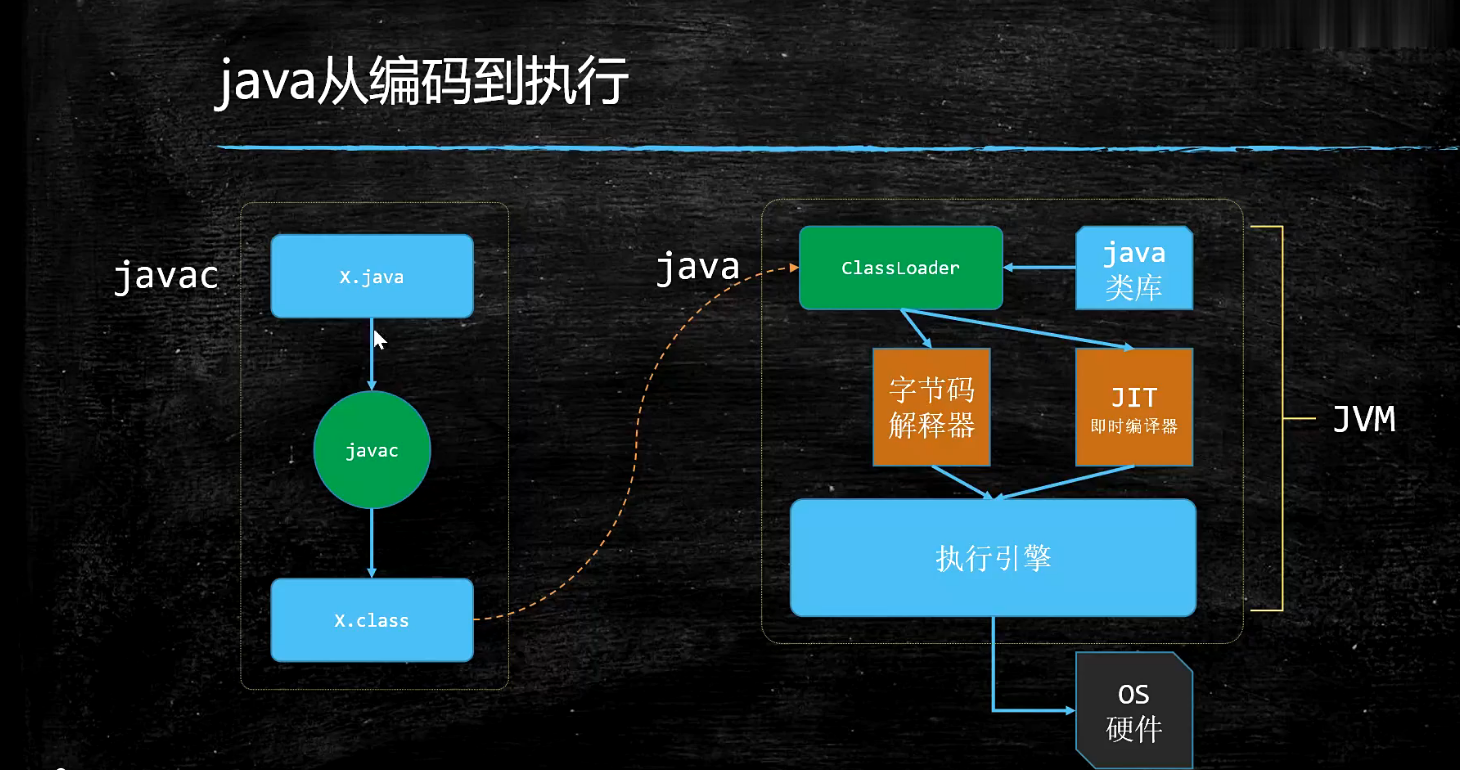 java从编码到执行
javac
X.java
javac
X.class
java
ClassLoader
java
类库
字节码
解释器
JIT
即时编译器
执行引擎
JVM
OS
硬件